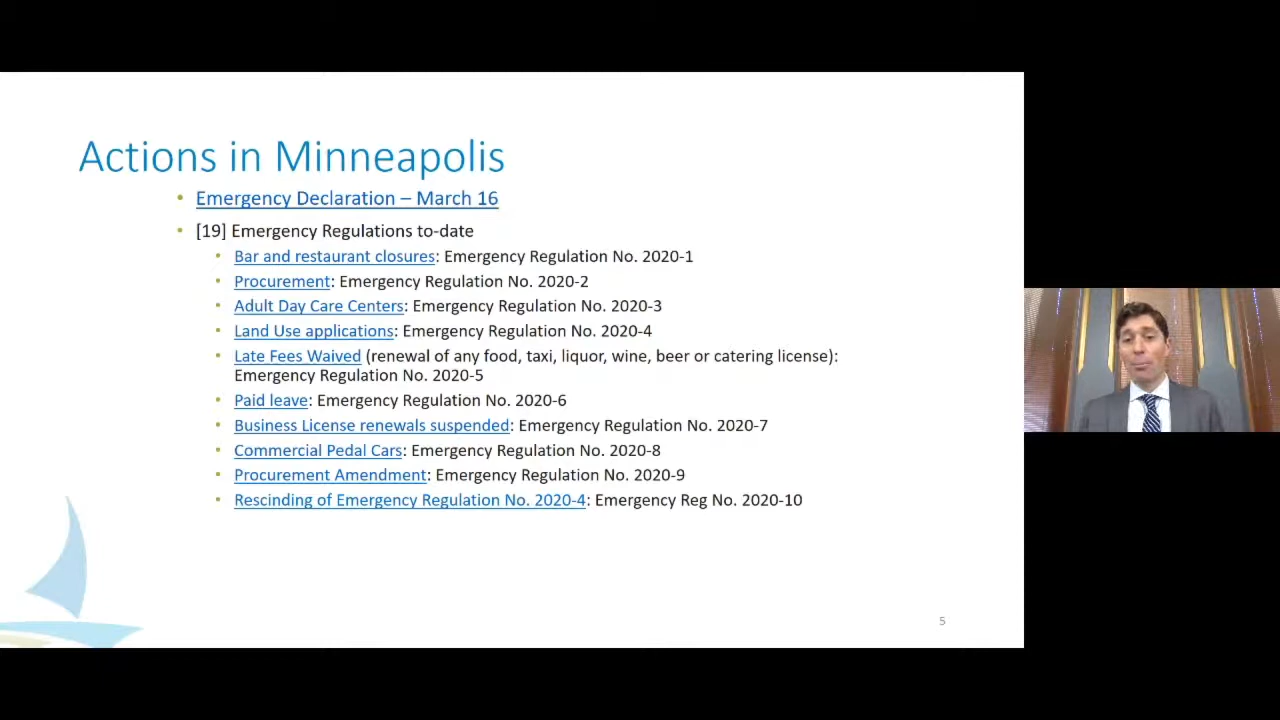 Actions in Minneapolis
• Emergency Declaration – March 16
• [19] Emergency Regulations to-date
• Bar and restaurant closures: Emergency Regulation No. 2020-1
• Procurement: Emergency Regulation No. 2020-2
• Adult Day Care Centers: Emergency Regulation No. 2020-3
• Land Use applications: Emergency Regulation No. 2020-4
• Late Fees Waived (renewal of any food, taxi, liquor, wine, beer or catering license):
Emergency Regulation No. 2020-5
• Paid leave: Emergency Regulation No. 2020-6
• Business License renewals suspended: Emergency Regulation No. 2020-7
• Commercial Pedal Cars: Emergency Regulation No. 2020-8
• Procurement Amendment: Emergency Regulation No. 2020-9
• Rescinding of Emergency Regulation No. 2020-4: Emergency Reg No. 2020-10
5